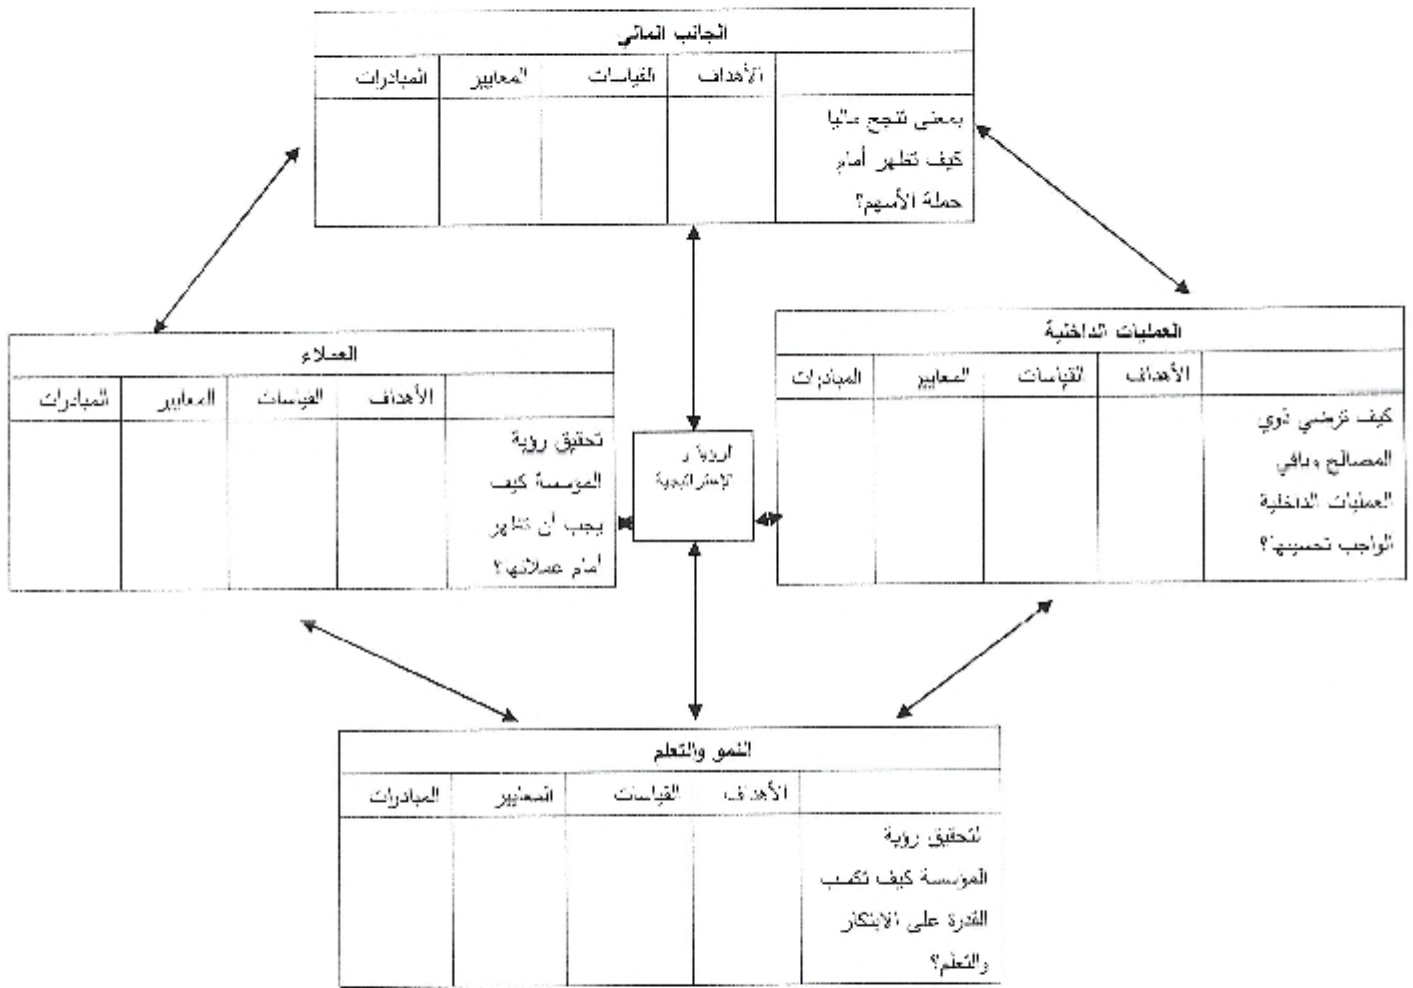 الجانب المالي
الأهداف القياسات المعايير المبادرات
بمعنى تنجح ماليا
كيف تظهر أمام
حملة الأسهم؟
العمليات الداخلية
الأهداف القياسات المعايير المبادرات
كيف ترضي ذوي
المصالح وباقي
العمليات الداخلية
الواجب تحسينها؟
الرؤية و
الإستراتيجية
العملاء
الأهداف القياسات المعايير المبادرات
تحقيق رؤية
المؤسسة كيف
يجب أن تظهر
أمام عملائها؟
النمو والتعلم
الأهداف القياسات المعايير المبادرات
لتحقيق رؤية
المؤسسة كيف تكسب
القدرة على الابتكار
والتعلم؟